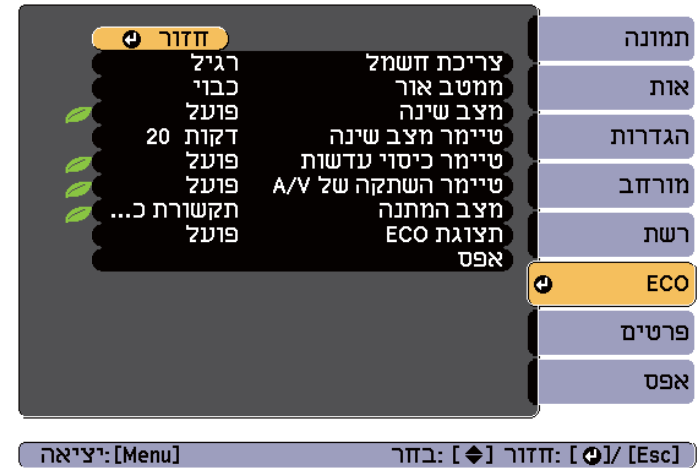 תמונה
אות
הגדרות
מורחב
רשת
ECO
פרטים
אפס
חזור
צריכת חשמל רגיל
ממטב אור כבוי
מצב שינה פועל
טיימר מצב שינה 20 דקות
טיימר כיסוי עדשות פועל
טיימר השתקה של A/V פועל
מצב המתנה תקשורת כ...
תצוגת ECO פועל
אפס
[Esc] /[ ] :חזור [ ] :בחר [Menu]:יציאה